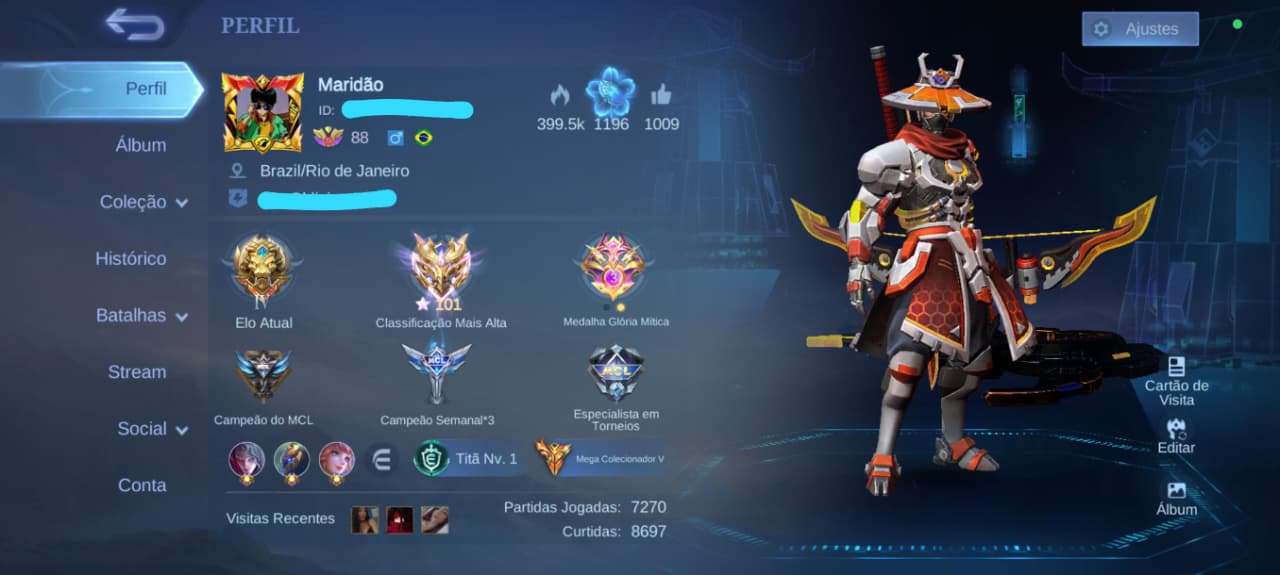 PERFIL
Ajustes
Perfil
Álbum
Coleção
Histórico
Batalhas
Stream
Social
Conta
Maridão
ID:
88
399.5k 1196 1009
Brazil/Rio de Janeiro
IV
Elo Atual
101
Classificação Mais Alta
3
Medalha Glória Mítica
Campeão do MCL
MCL
Campeão Semanal*3
MCL
Especialista em
Torneios
Titã Nv. 1
Mega Colecionador V
Visitas Recentes
Partidas Jogadas: 7270
Curtidas: 8697
Cartão de
Visita
Editar
Álbum